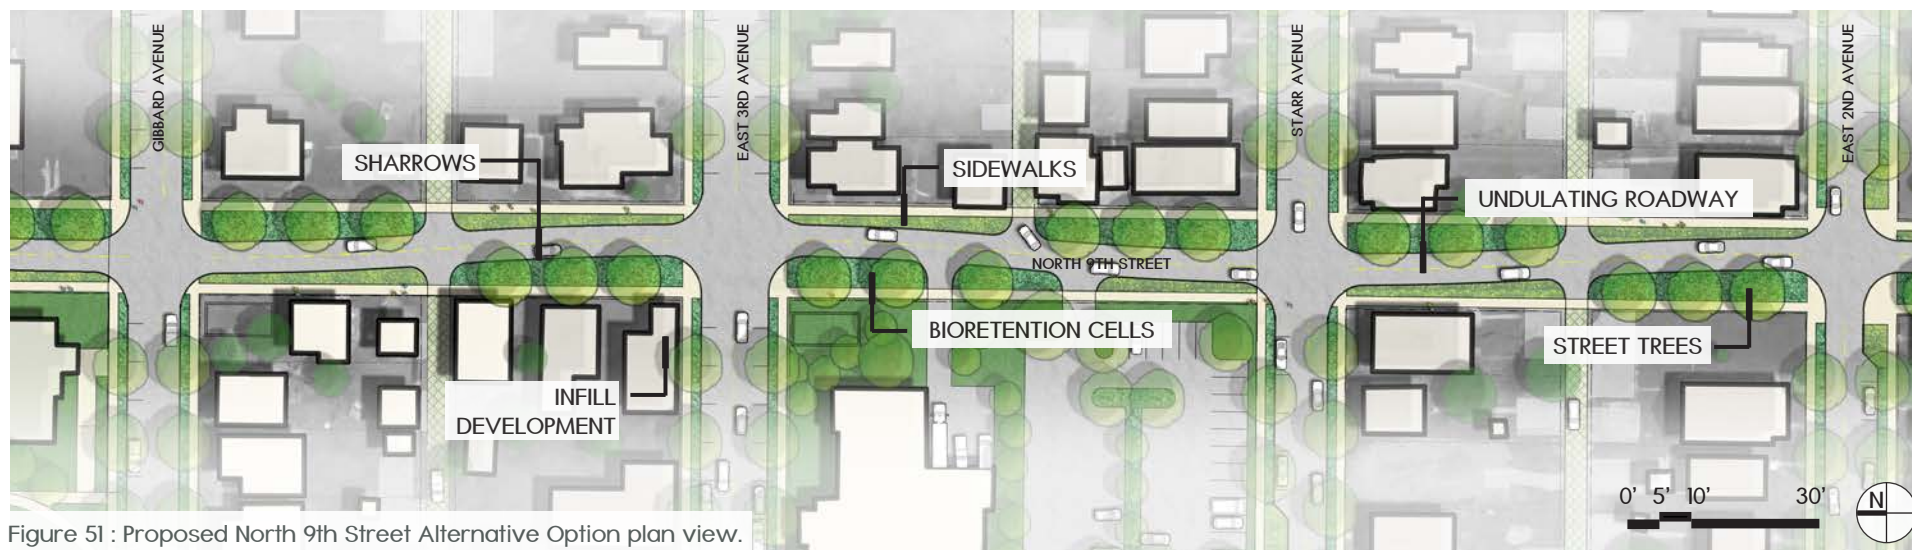 GIBBARD AVENUE
EAST 3RD AVENUE
STARR AVENUE
EAST 2ND AVENUE
SHARROWS
SIDEWALKS
UNDULATING ROADWAY
NORTH 9TH STREET
BIORETENTION CELLS
STREET TREES
INFILL
DEVELOPMENT
0' 5' 10' 30'
N
Figure 51 : Proposed North 9th Street Alternative Option plan view.